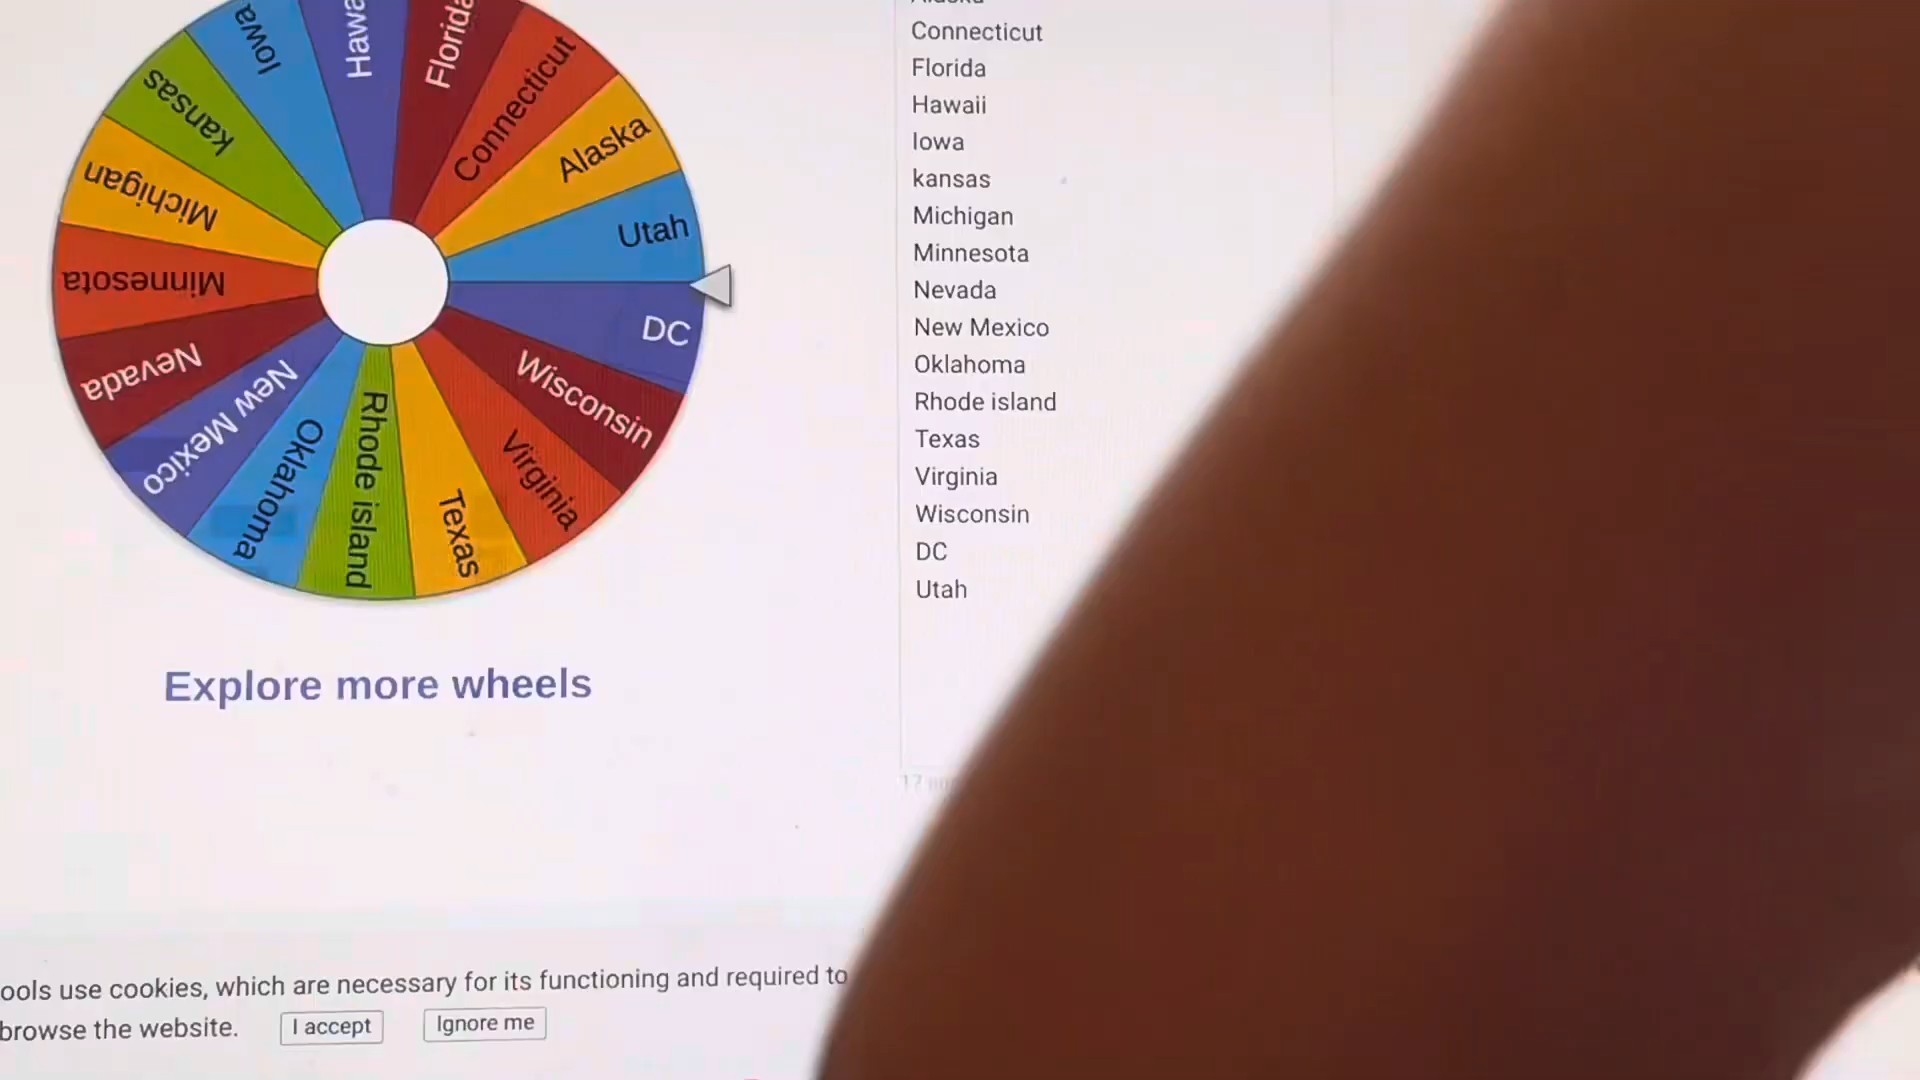 Iowa
Hawa
Florida
Connecticut
Alaska
Utah
DC
Wisconsin
Virginia
Texas
Rhode island
Oklahoma
New Mexico
Nevada
Minnesota
Michigan
kansas
Alaska
Connecticut
Florida
Hawaii
Iowa
kansas
Michigan
Minnesota
Nevada
New Mexico
Oklahoma
Rhode island
Texas
Virginia
Wisconsin
DC
Utah
17
Explore more wheels
ools use cookies, which are necessary for its functioning and required to
browse the website.
I accept
Ignore me